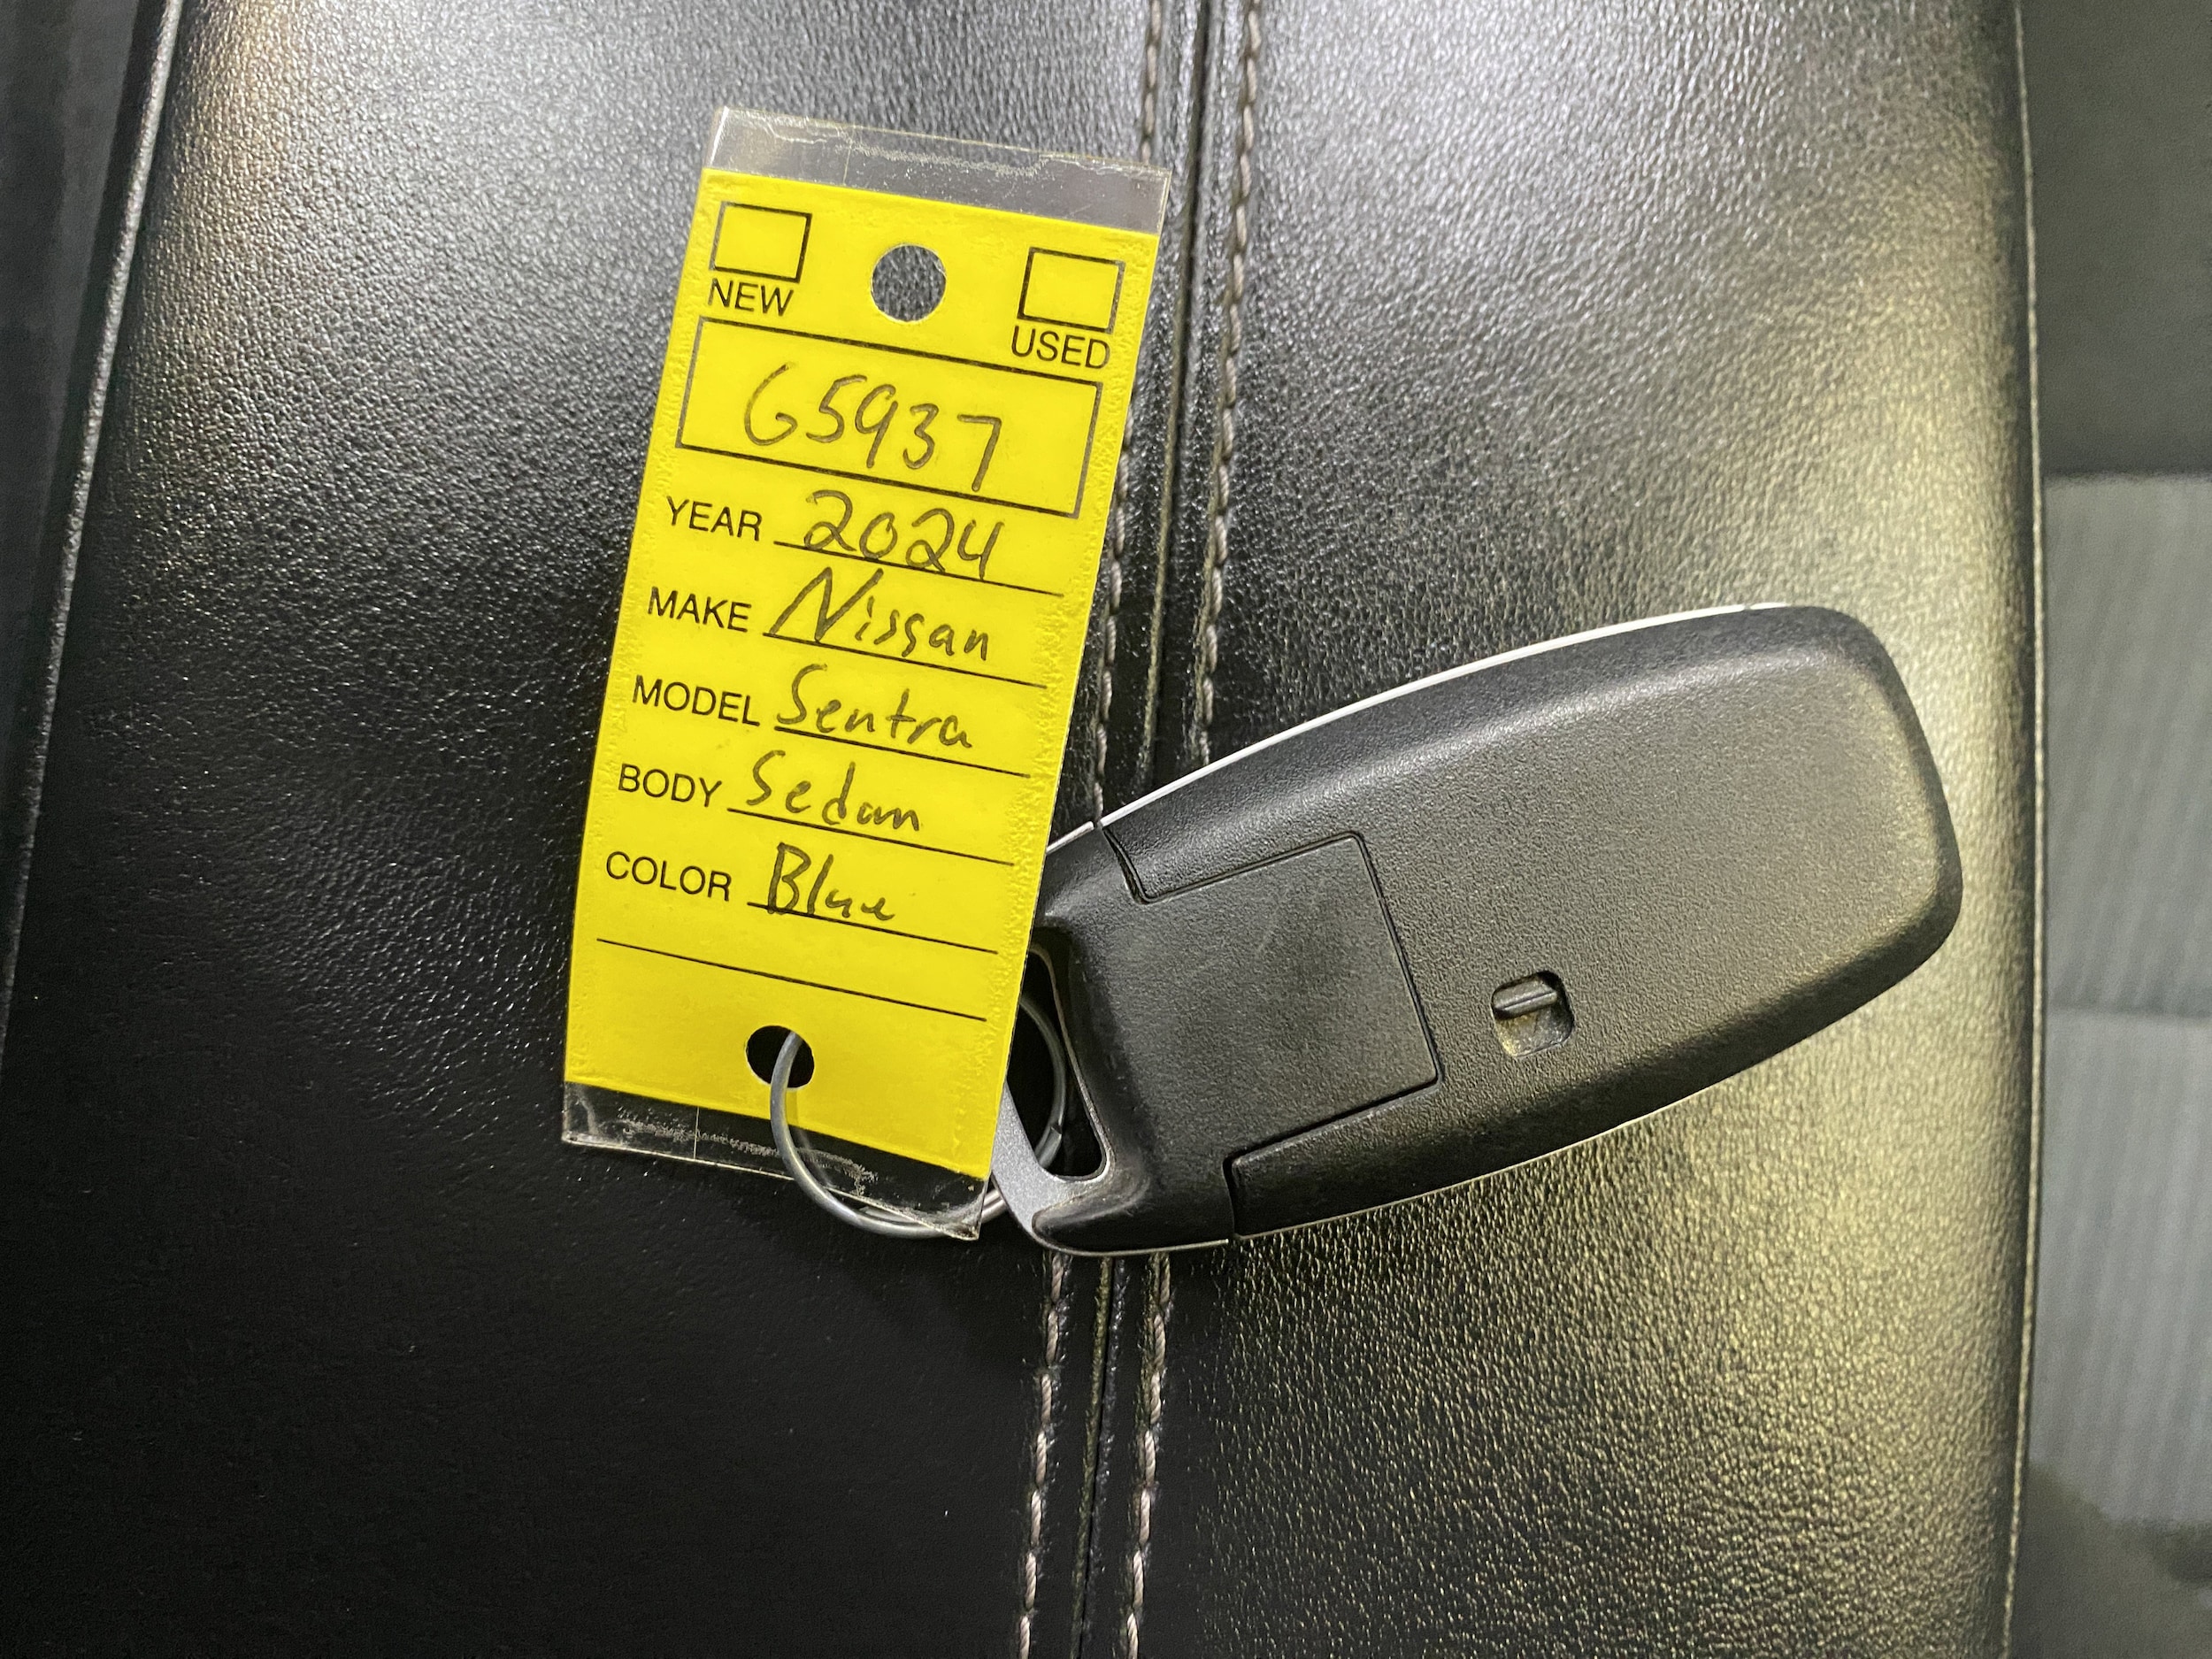 NEW USED
G5937
YEAR 2024
MAKE Nissan
MODEL Sentra
BODY Sedan
COLOR Blue